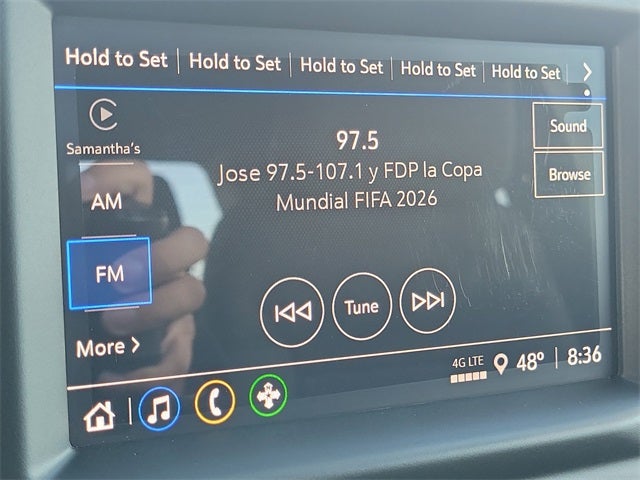 Hold to Set Hold to Set Hold to Set Hold to Set Hold to Set
Samantha's
Sound
97.5
Jose 97.5-107.1 y FDP la Copa
Mundial FIFA 2026
Browse
AM
FM
Tune
More
4G LTE
48° 8:36